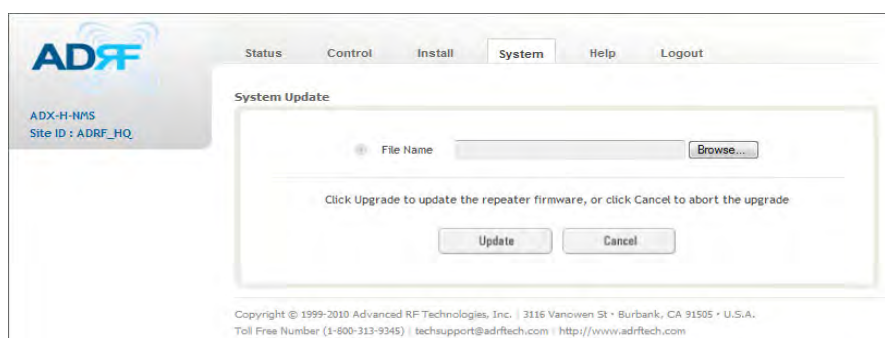 ADRF
Status Control Install System Help Logout
ADX-H-NMS
Site ID : ADRF_HQ
System Update
File Name Browse...
Click Upgrade to update the repeater firmware, or click Cancel to abort the upgrade
Update Cancel
Copyright © 1999-2010 Advanced RF Technologies, Inc. | 3116 Vanowen St • Burbank, CA 91505 • U.S.A.
Toll Free Number (1-800-313-9345) | techsupport@adrftech.com | http://www.adrftech.com